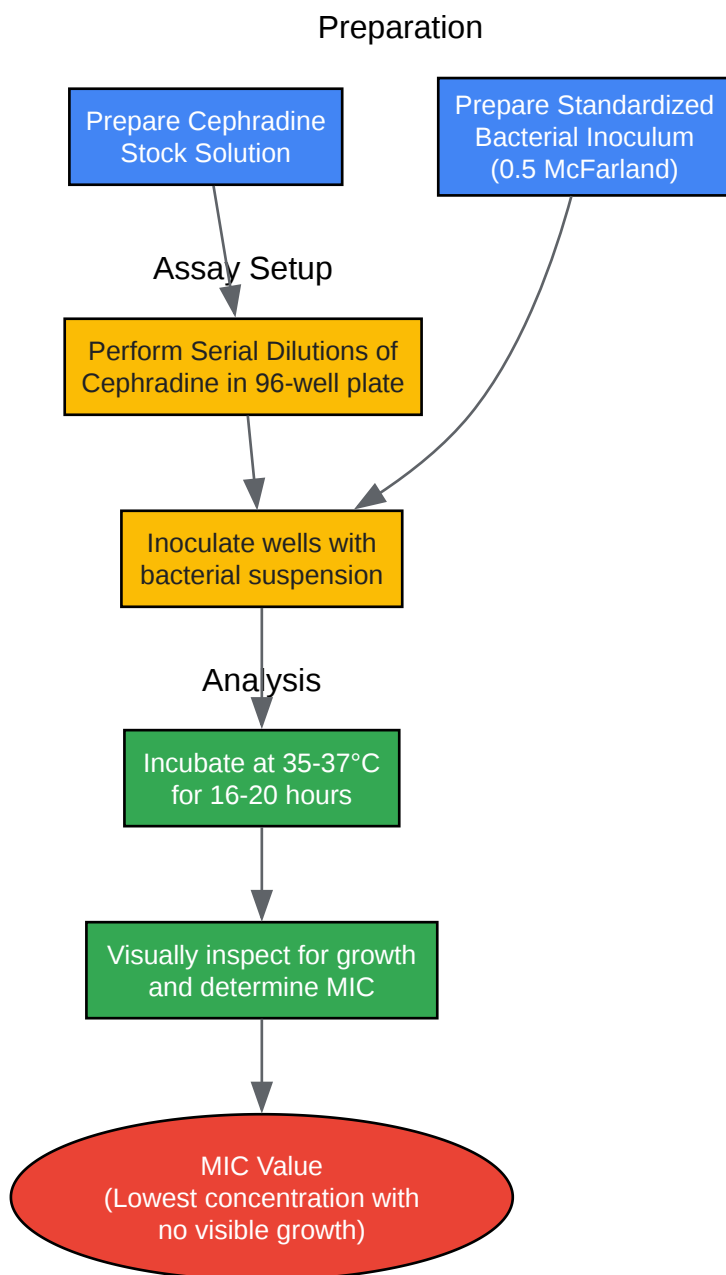 Preparation
Prepare Cephradine
Stock Solution
Prepare Standardized
Bacterial Inoculum
(0.5 McFarland)
Assay Setup
Perform Serial Dilutions of
Cephradine in 96-well plate
Inoculate wells with
bacterial suspension
Analysis
Incubate at 35-37°C
for 16-20 hours
Visually inspect for growth
and determine MIC
MIC Value
(Lowest concentration with
no visible growth)